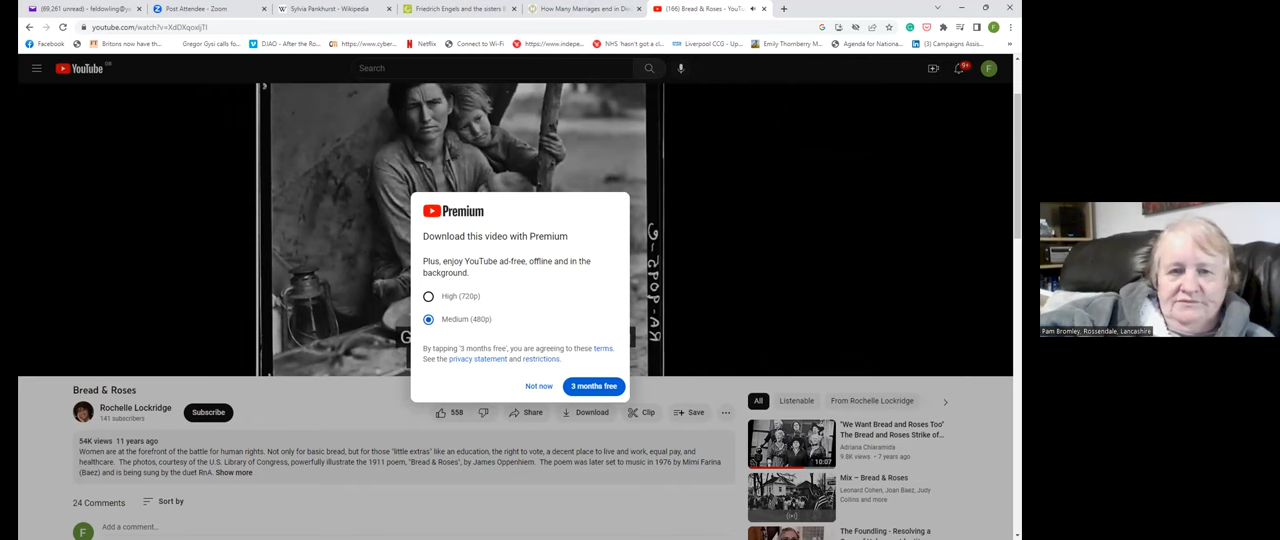 (69,261 unread) - feldowling@y
Post Attendee - Zoom
Sylvia Pankhurst - Wikipedia
Friedrich Engels and the sisters
How Many Marriages end in Div
(166) Bread & Roses - YouTu
youtube.com/watch?v=XdDXqoxljTI
Facebook
Britons now have th...
Gregor Gysi calls fo...
DJAO - After the Ro...
https://www.cyber...
Netflix
Connect to Wi-Fi
https://www.indepe...
NHS 'hasn't got a cl...
Liverpool CCG - Up...
Emily Thornberry M...
Agenda for Nationa...
(3) Campaigns Assis...
YouTube GB
Search
9+
F
Premium
Download this video with Premium
Plus, enjoy YouTube ad-free, offline and in the
background.
High (720p)
Medium (480p)
By tapping '3 months free', you are agreeing to these terms.
See the privacy statement and restrictions.
Not now
3 months free
Pam Bromley, Rossendale, Lancashire
Bread & Roses
Rochelle Lockridge
141 subscribers
Subscribe
558
Share
Download
Clip
Save
54K views 11 years ago
Women are at the forefront of the battle for human rights. Not only for basic bread, but for those "little extras" like an education, the right to vote, a decent place to live and work, equal pay, and
healthcare. The photos, courtesy of the U.S. Library of Congress, powerfully illustrate the 1911 poem, "Bread & Roses", by James Oppenhiem. The poem was later set to music in 1976 by Mimi Farina
(Baez) and is being sung by the duet RnA. Show more
24 Comments
Sort by
F
Add a comment...
All
Listenable
From Rochelle Lockridge
"We Want Bread and Roses Too"
The Bread and Roses Strike of...
Adriana Chiaramida
9.8K views • 7 years ago
10:07
Mix – Bread & Roses
Leonard Cohen, Joan Baez, Judy
Collins and more
The Foundling - Resolving a